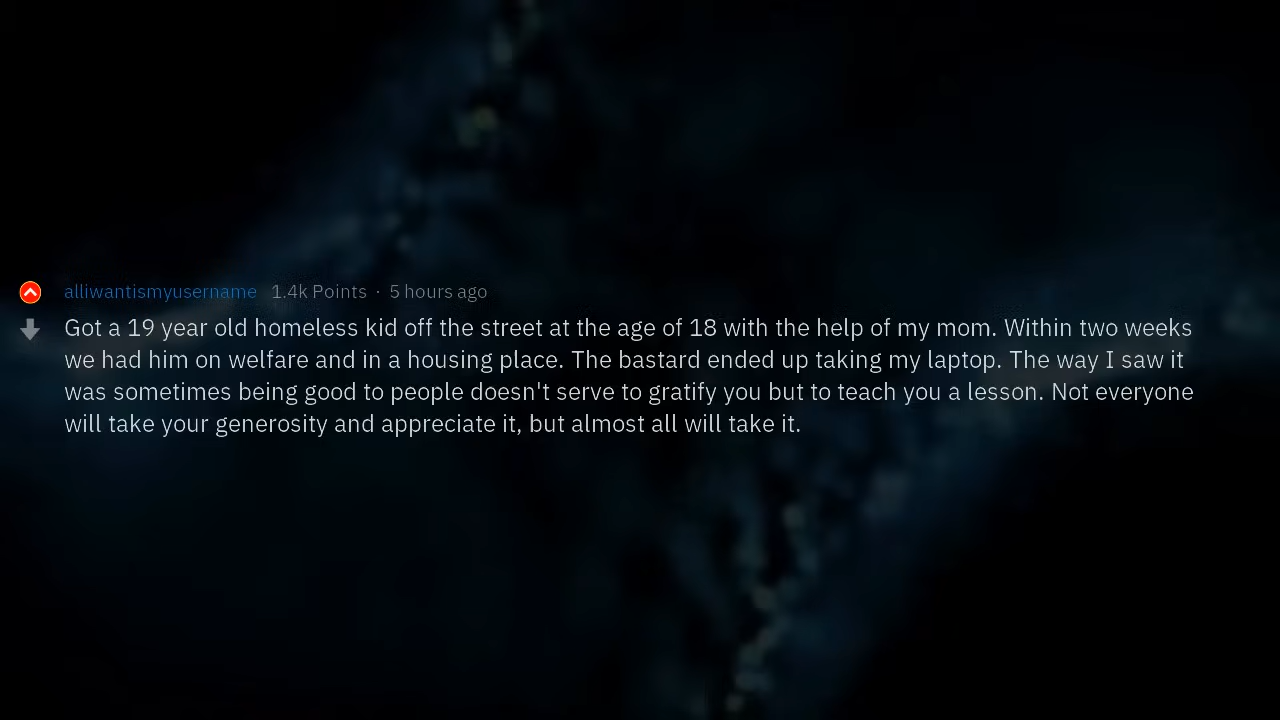 alliwantismyusername 1.4k Points · 5 hours ago
Got a 19 year old homeless kid off the street at the age of 18 with the help of my mom. Within two weeks
we had him on welfare and in a housing place. The bastard ended up taking my laptop. The way I saw it
was sometimes being good to people doesn't serve to gratify you but to teach you a lesson. Not everyone
will take your generosity and appreciate it, but almost all will take it.